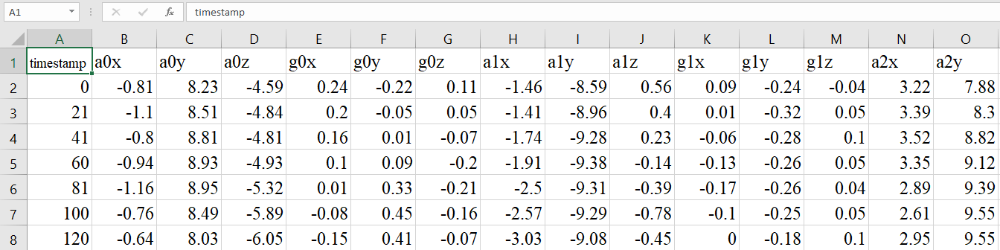 A1 fx timestamp
A B C D E F G H I J K L M N O
1 timestamp a0x a0y a0z g0x g0y g0z a1x a1y a1z g1x g1y g1z a2x a2y
2 0 -0.81 8.23 -4.59 0.24 -0.22 0.11 -1.46 -8.59 0.56 0.09 -0.24 -0.04 3.22 7.88
3 21 -1.1 8.51 -4.84 0.2 -0.05 0.05 -1.41 -8.96 0.4 0.01 -0.32 0.05 3.39 8.3
4 41 -0.8 8.81 -4.81 0.16 0.01 -0.07 -1.74 -9.28 0.23 -0.06 -0.28 0.1 3.52 8.82
5 60 -0.94 8.93 -4.93 0.1 0.09 -0.2 -1.91 -9.38 -0.14 -0.13 -0.26 0.05 3.35 9.12
6 81 -1.16 8.95 -5.32 0.01 0.33 -0.21 -2.5 -9.31 -0.39 -0.17 -0.26 0.04 2.89 9.39
7 100 -0.76 8.49 -5.89 -0.08 0.45 -0.16 -2.57 -9.29 -0.78 -0.1 -0.25 0.05 2.61 9.55
8 120 -0.64 8.03 -6.05 -0.15 0.41 -0.07 -3.03 -9.08 -0.45 0 -0.18 0.1 2.95 9.55